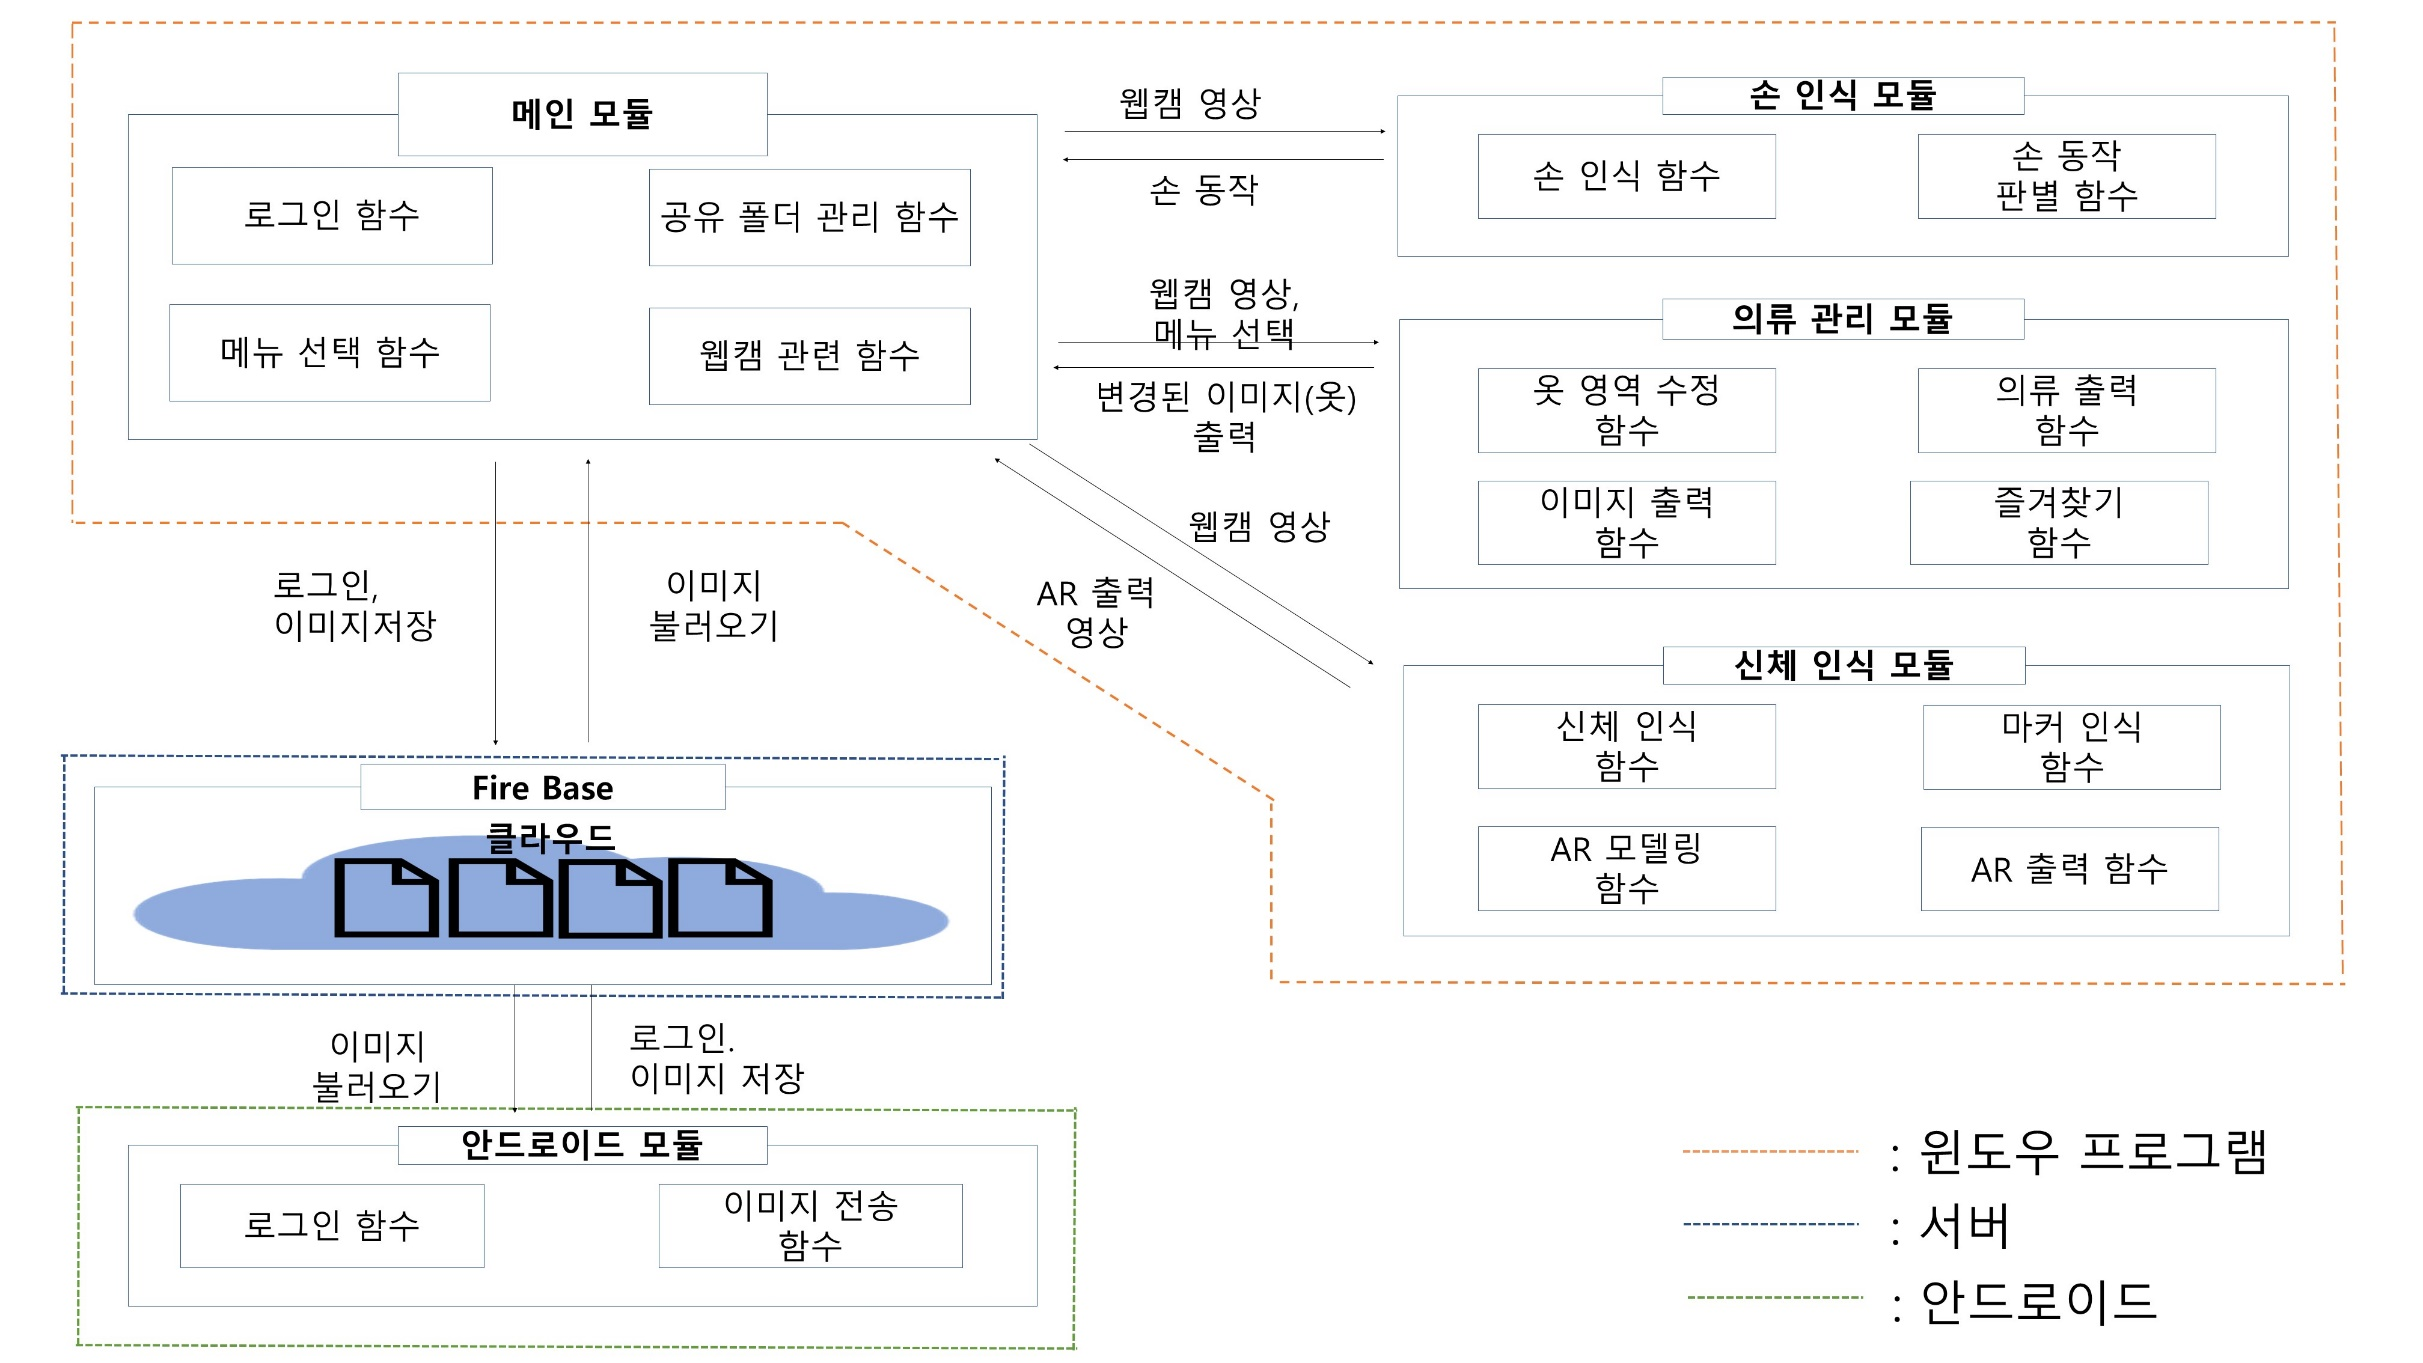 메인 모듈
로그인 함수
공유 폴더 관리 함수
메뉴 선택 함수
웹캠 관련 함수
웹캠 영상
손 동작
손 인식 모듈
손 인식 함수
손 동작
판별 함수
웹캠 영상,
메뉴 선택
변경된 이미지(옷)
출력
의류 관리 모듈
옷 영역 수정
함수
의류 출력
함수
이미지 출력
함수
즐겨찾기
함수
웹캠 영상
AR 출력
영상
신체 인식 모듈
신체 인식
함수
마커 인식
함수
AR 모델링
함수
AR 출력 함수
로그인,
이미지저장
이미지
불러오기
Fire Base
클라우드
이미지
불러오기
로그인.
이미지 저장
안드로이드 모듈
로그인 함수
이미지 전송
함수
: 윈도우 프로그램
: 서버
: 안드로이드